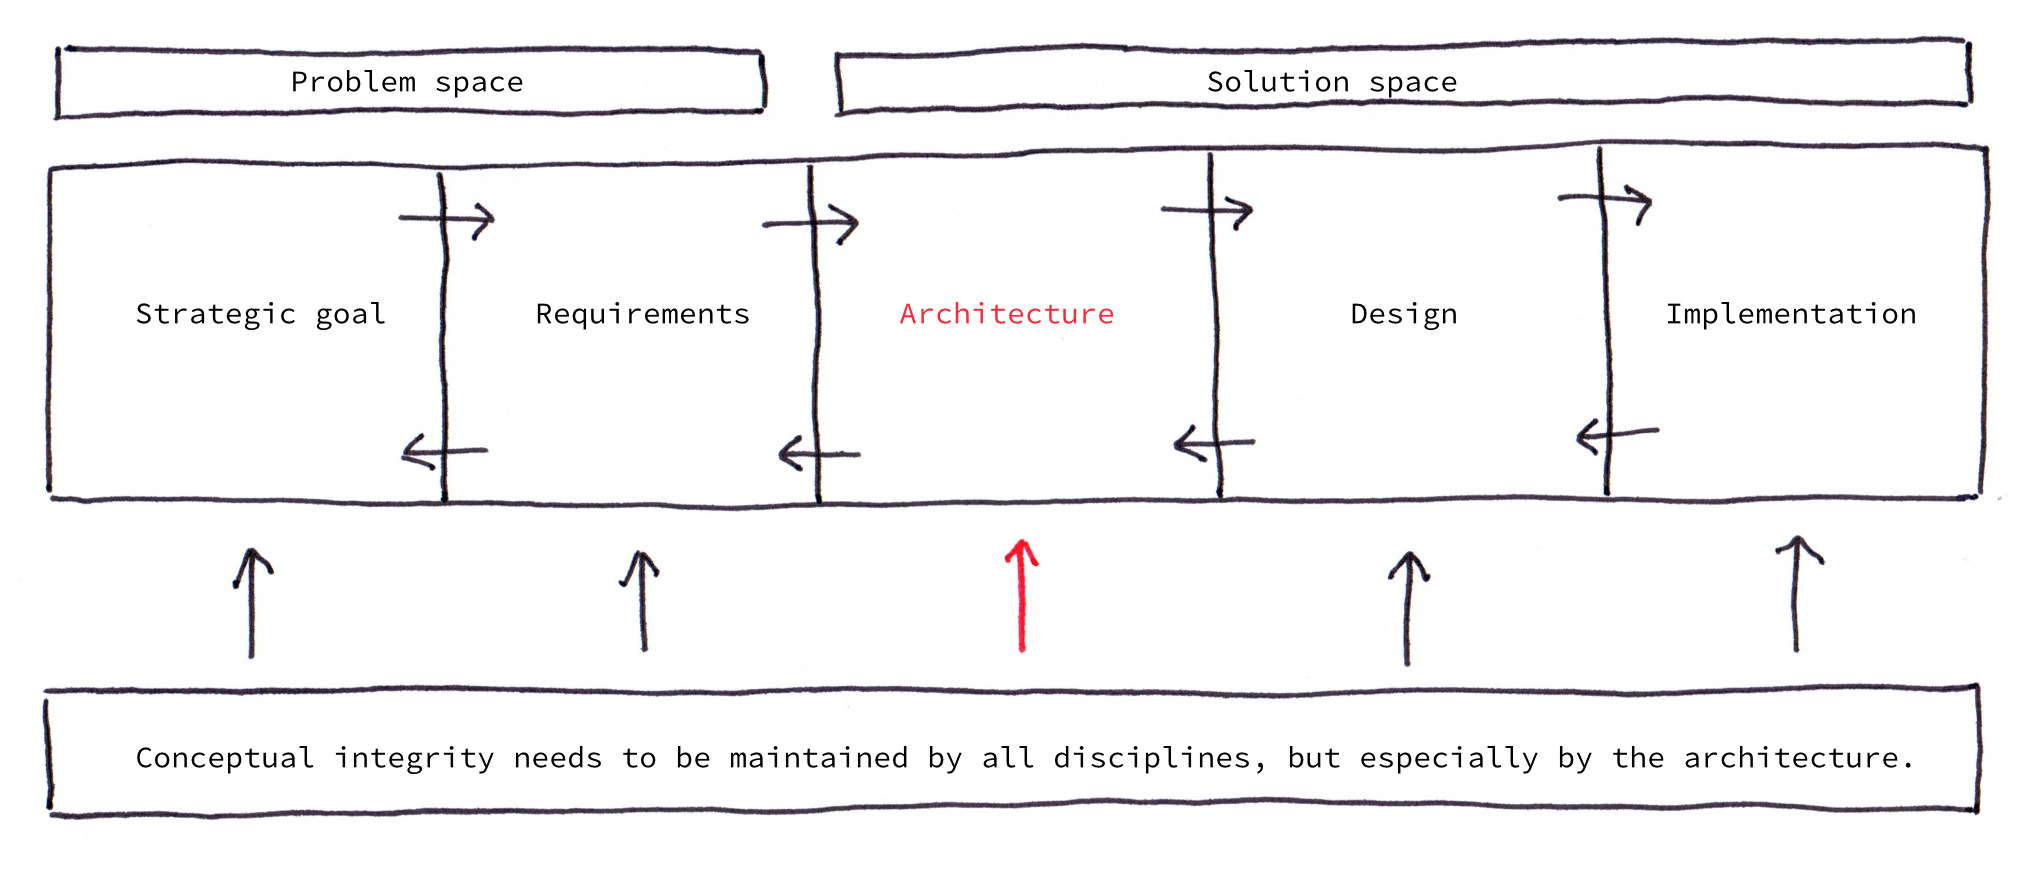 Problem space
Solution space
Strategic goal
Requirements
Architecture
Design
Implementation
Conceptual integrity needs to be maintained by all disciplines, but especially by the architecture.